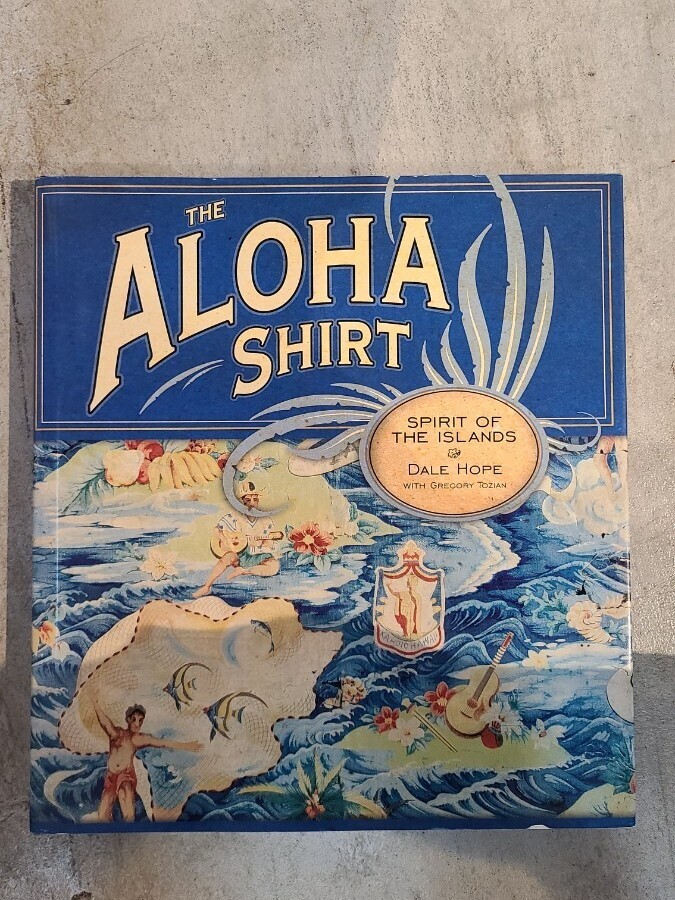 THE
ALOHA
SHIRT
SPIRIT OF
THE ISLANDS
DALE HOPE
WITH GREGORY TOZIAN